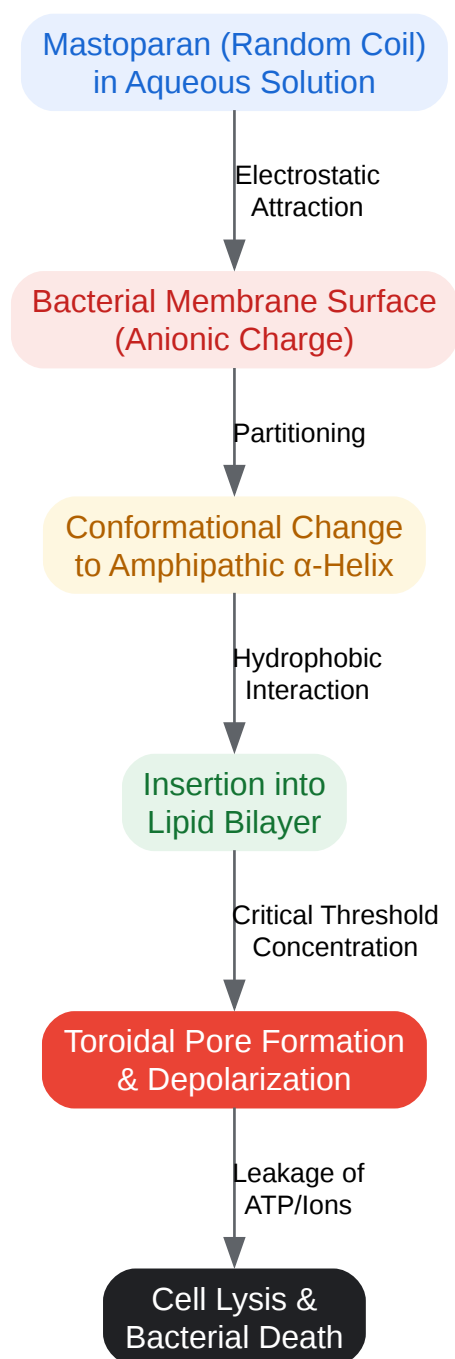 Mastoparan (Random Coil)
in Aqueous Solution
Electrostatic
Attraction
Bacterial Membrane Surface
(Anionic Charge)
Partitioning
Conformational Change
to Amphipathic α-Helix
Hydrophobic
Interaction
Insertion into
Lipid Bilayer
Critical Threshold
Concentration
Toroidal Pore Formation
& Depolarization
Leakage of
ATP/Ions
Cell Lysis &
Bacterial Death